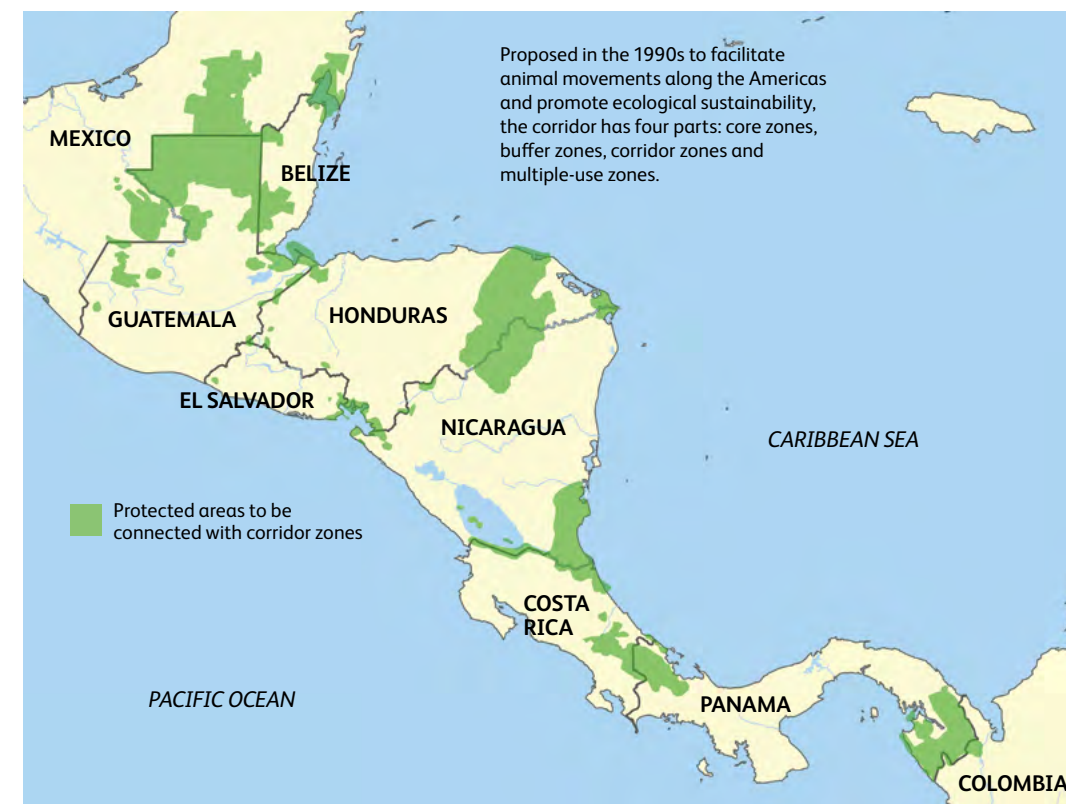 Proposed in the 1990s to facilitate
animal movements along the Americas
and promote ecological sustainability,
the corridor has four parts: core zones,
buffer zones, corridor zones and
multiple-use zones.
MEXICO
BELIZE
GUATEMALA
HONDURAS
EL SALVADOR
NICARAGUA
CARIBBEAN SEA
Protected areas to be
connected with corridor zones
COSTA
RICA
PACIFIC OCEAN
PANAMA
COLOMBIA